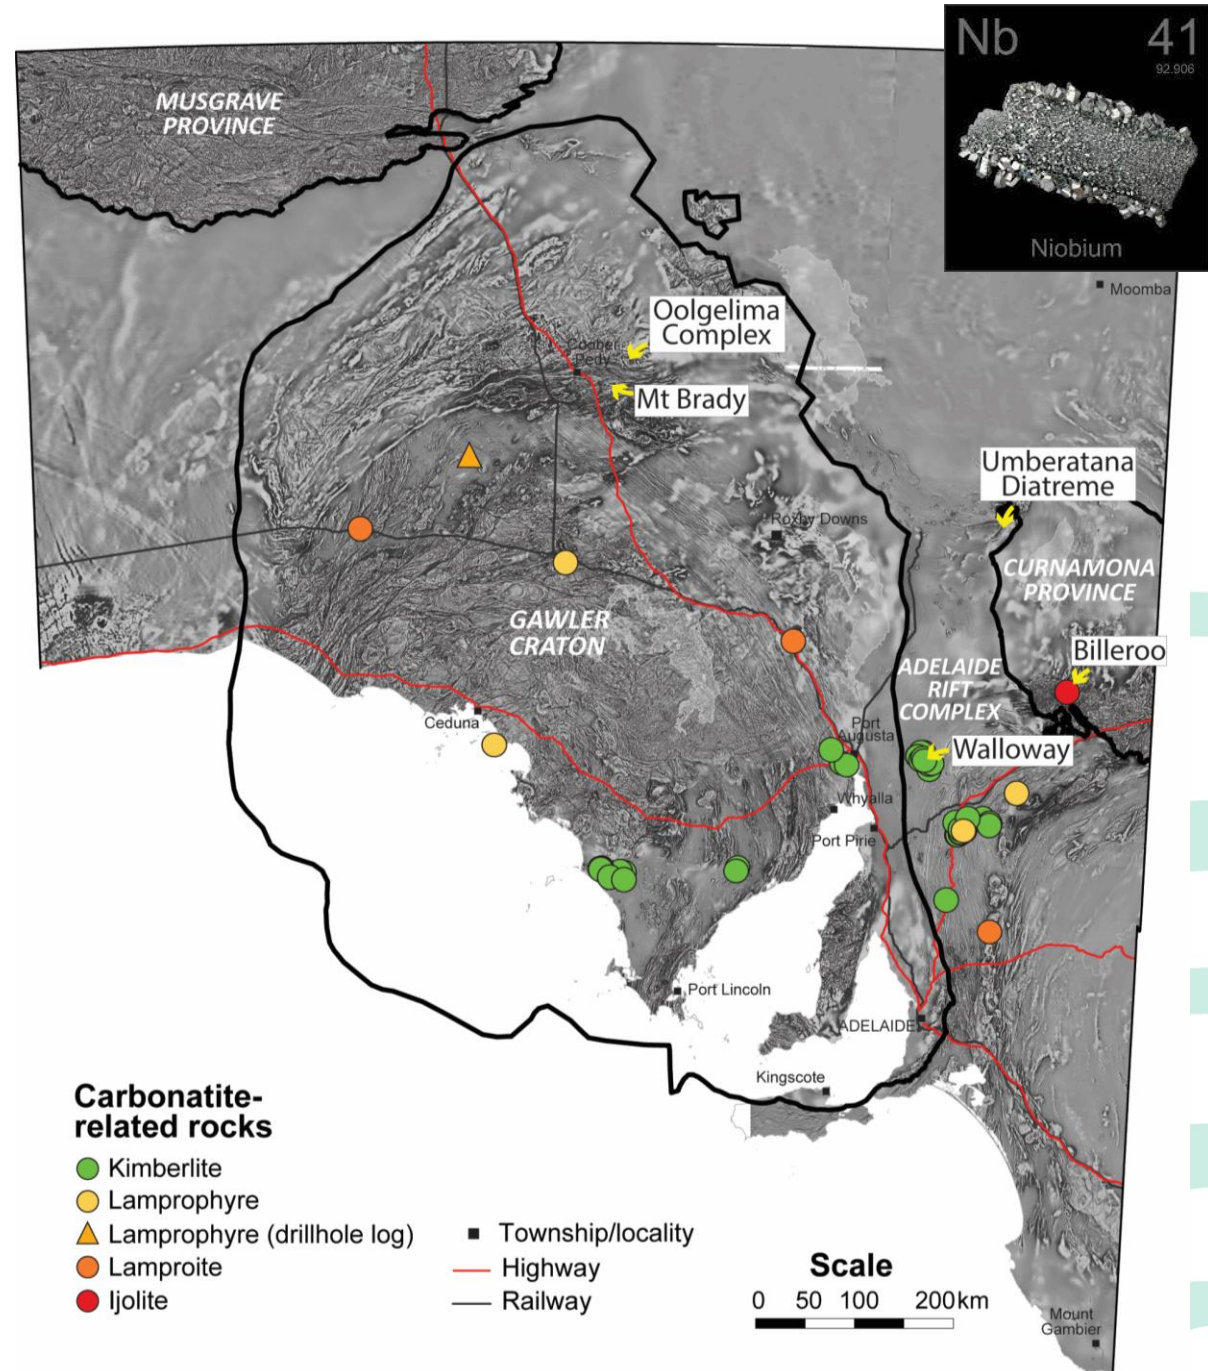 Nb
41
92.906
Niobium
MUSGRAVE
PROVINCE
Moomba
Oolgelima
Complex
Coober
Pedy
Mt Brady
Umberatana
Diatreme
Roxby Downs
CURNAMONA
PROVINCE
GAWLER
CRATON
Billeroo
ADELAIDE
RIFT
COMPLEX
Ceduna
Port
Augusta
Walloway
Whyalla
Port Pirie
Port Lincoln
ADELAIDE
Kingscote
Carbonatite-
related rocks
Kimberlite
Lamprophyre
Lamprophyre (drillhole log)
Lamproite
Ijolite
Township/locality
Highway
Railway
Scale
0 50 100 200km
Mount
Gambier